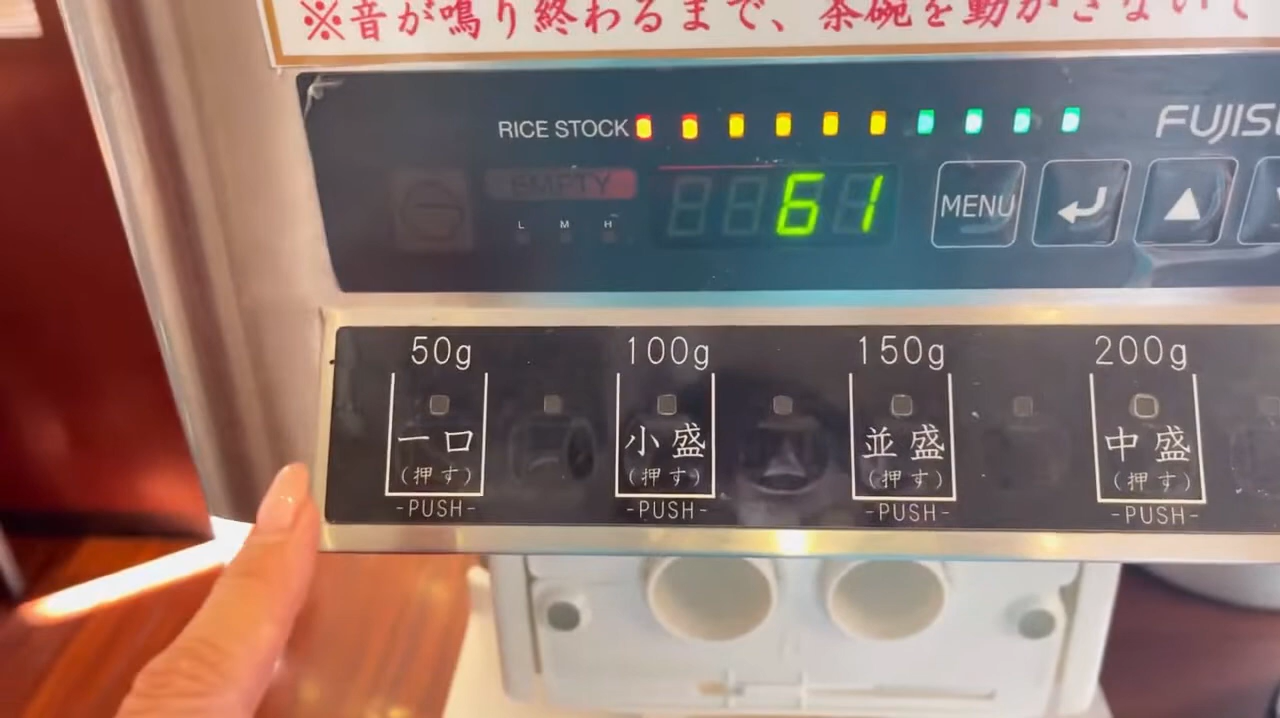 ※音が鳴り終わるまで、茶碗を動かさないで
RICE STOCK
FUJIS
EMPTY
L M H
61
MENU
50g 100g 150g 200g
一口 小盛 並盛 中盛
(押す) (押す) (押す) (押す)
-PUSH- -PUSH- -PUSH- -PUSH-